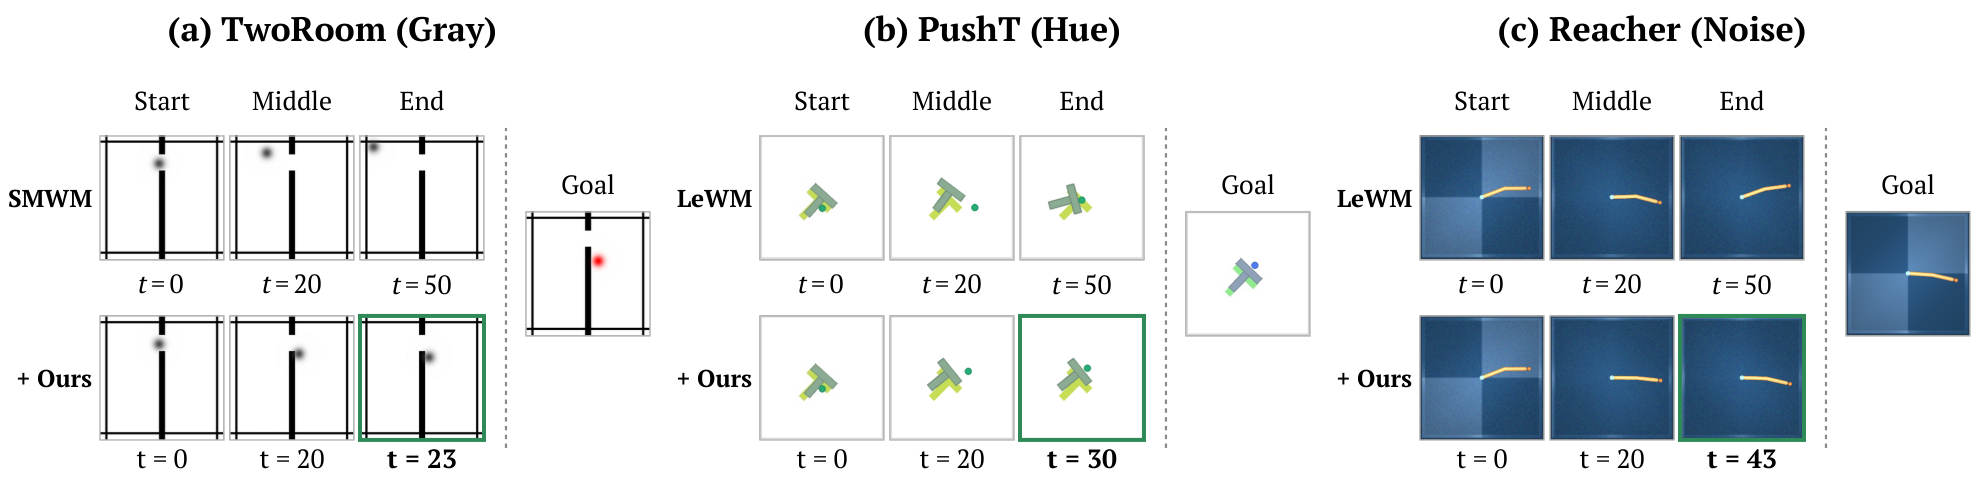 (a) TwoRoom (Gray)
Start Middle End
SMWM
t = 0 t = 20 t = 50
Goal
+ Ours
t = 0 t = 20 t = 23
(b) PushT (Hue)
Start Middle End
LeWM
t = 0 t = 20 t = 50
Goal
+ Ours
t = 0 t = 20 t = 30
(c) Reacher (Noise)
Start Middle End
LeWM
t = 0 t = 20 t = 50
Goal
+ Ours
t = 0 t = 20 t = 43